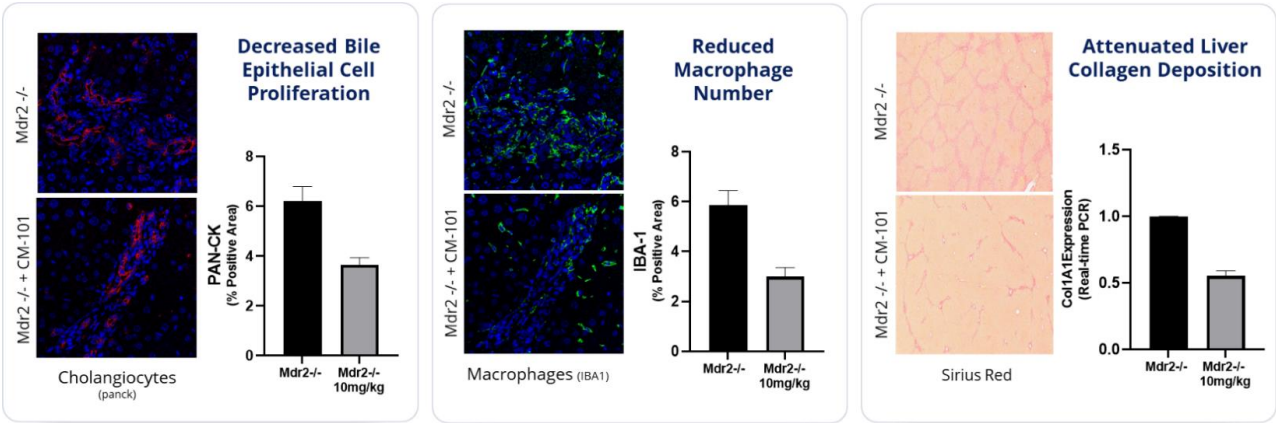 Decreased Bile
Epithelial Cell
Proliferation
Mdr2 -/-
Mdr2 -/- + CM-101
Cholangiocytes
(panck)
PAN-CK
(% Positive Area)
8
6
4
2
0
Mdr2-/-
Mdr2-/-
10mg/kg
Reduced
Macrophage
Number
Mdr2 -/-
Mdr2 -/- + CM-101
Macrophages (IBA1)
IBA-1
(% Positive Area)
8
6
4
2
0
Mdr2-/-
Mdr2-/-
10mg/kg
Attenuated Liver
Collagen Deposition
Mdr2 -/-
Mdr2 -/- + CM-101
Sirius Red
Col1A1Expression
(Real-time PCR)
1.5
1.0
0.5
0.0
Mdr2-/-
Mdr2-/-
10mg/kg